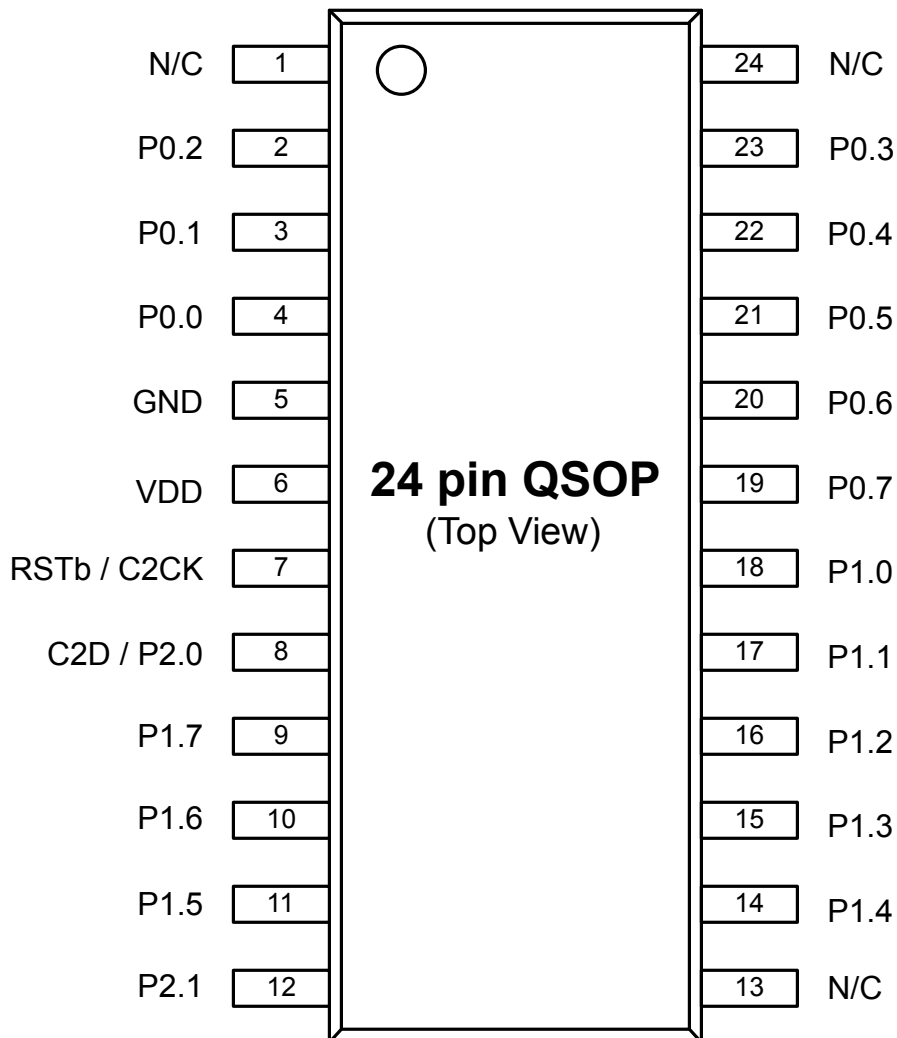 N/C 1 24 N/C
P0.2 2 23 P0.3
P0.1 3 22 P0.4
P0.0 4 21 P0.5
GND 5 20 P0.6
VDD 6 19 P0.7
24 pin QSOP
(Top View)
RSTb / C2CK 7 18 P1.0
C2D / P2.0 8 17 P1.1
P1.7 9 16 P1.2
P1.6 10 15 P1.3
P1.5 11 14 P1.4
P2.1 12 13 N/C